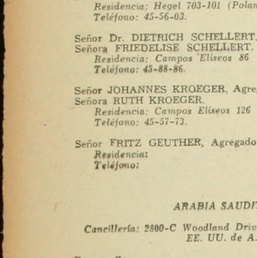 Residencia: Hegel 703-101 (Polan
Teléfono: 45-56-03.
Señor Dr. DIETRICH SCHELLERT,
Señora FRIEDELISE SCHELLERT.
Residencia: Campos Elíseos 86
Teléfono: 45-88-86.
Señor JOHANNES KROEGER, Agre
Señora RUTH KROEGER.
Residencia: Campos Elíseos 126
Teléfono: 45-57-73.
Señor FRITZ GEUTHER, Agregado
Residencia:
Teléfono:
ARABIA SAUDIT
Cancillería: 2800-C Woodland Driv
EE. UU. de A.